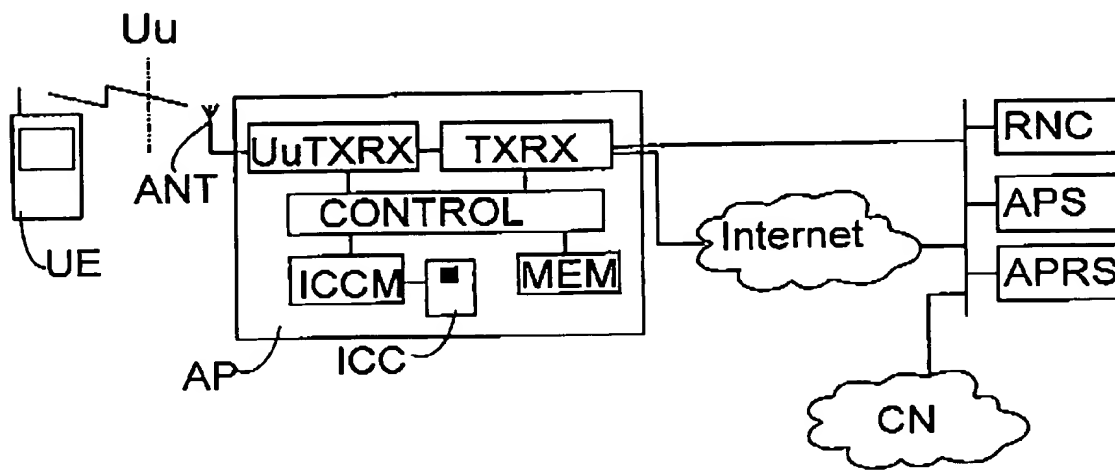 Uu
UE
ANT
UuTXRX
TXRX
CONTROL
ICCM
MEM
ICC
AP
Internet
RNC
APS
APRS
CN